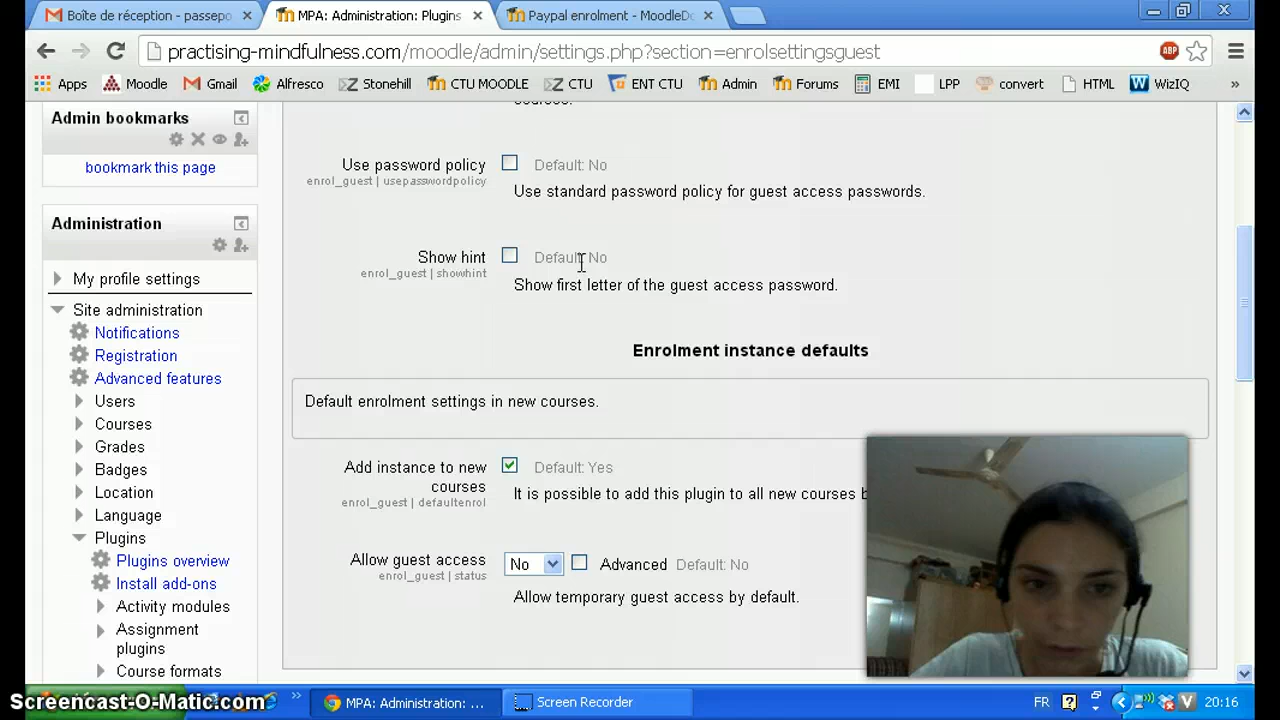 Boîte de réception - passepo
MPA: Administration: Plugins
Paypal enrolment - MoodleDo
practising-mindfulness.com/moodle/admin/settings.php?section=enrolsettingsguest
ABP
Apps Moodle Gmail Alfresco Stonehill CTU MOODLE CTU ENT CTU Admin Forums EMI LPP convert HTML WizIQ »
Admin bookmarks
bookmark this page
Administration
My profile settings
Site administration
Notifications
Registration
Advanced features
Users
Courses
Grades
Badges
Location
Language
Plugins
Plugins overview
Install add-ons
Activity modules
Assignment
plugins
Course formats
courses.
Use password policy Default: No
enrol_guest | usepasswordpolicy
Use standard password policy for guest access passwords.
Show hint Default: No
enrol_guest | showhint
Show first letter of the guest access password.
Enrolment instance defaults
Default enrolment settings in new courses.
Add instance to new Default: Yes
courses
enrol_guest | defaultenrol
It is possible to add this plugin to all new courses b
Allow guest access No Advanced Default: No
enrol_guest | status
Allow temporary guest access by default.
Screencast-O-Matic.com
» MPA: Administration: ... Screen Recorder FR 20:16